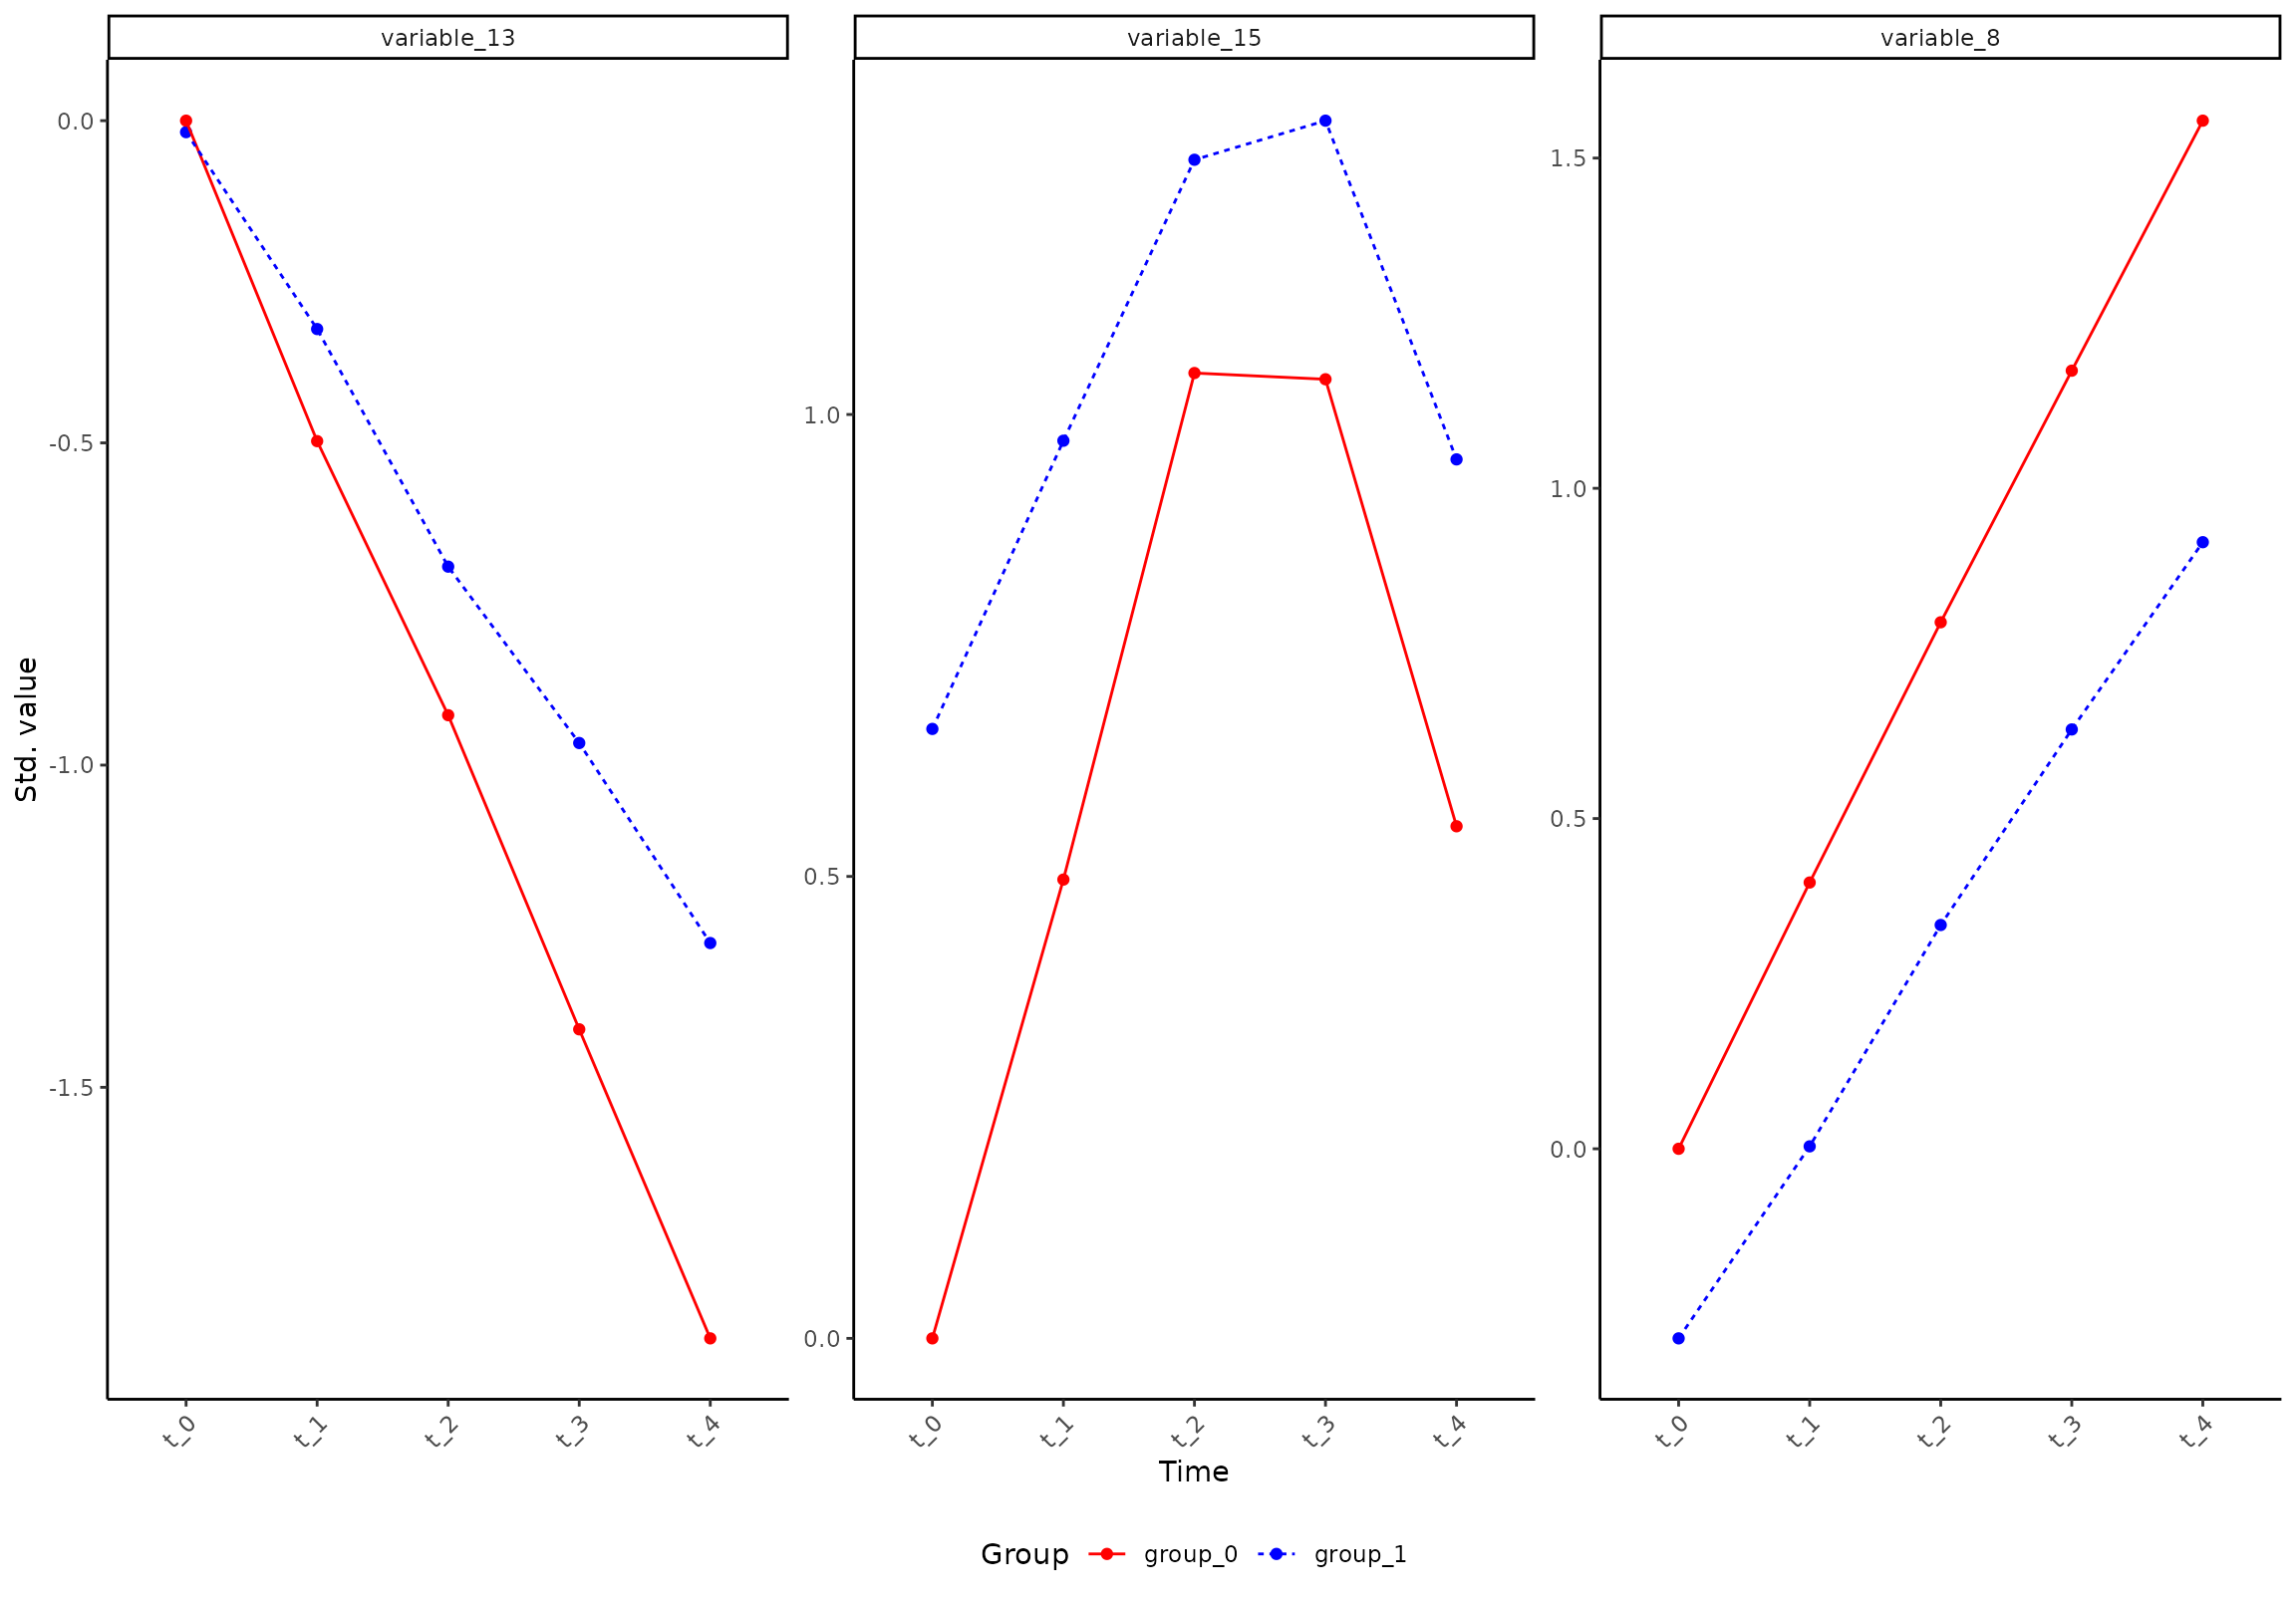 variable_13 variable_15 variable_8
Std. value
0.0
-0.5
-1.0
-1.5
1.0
0.5
0.0
1.5
1.0
0.5
0.0
t_0 t_1 t_2 t_3 t_4 t_0 t_1 t_2 t_3 t_4 t_0 t_1 t_2 t_3 t_4
Time
Group group_0 group_1